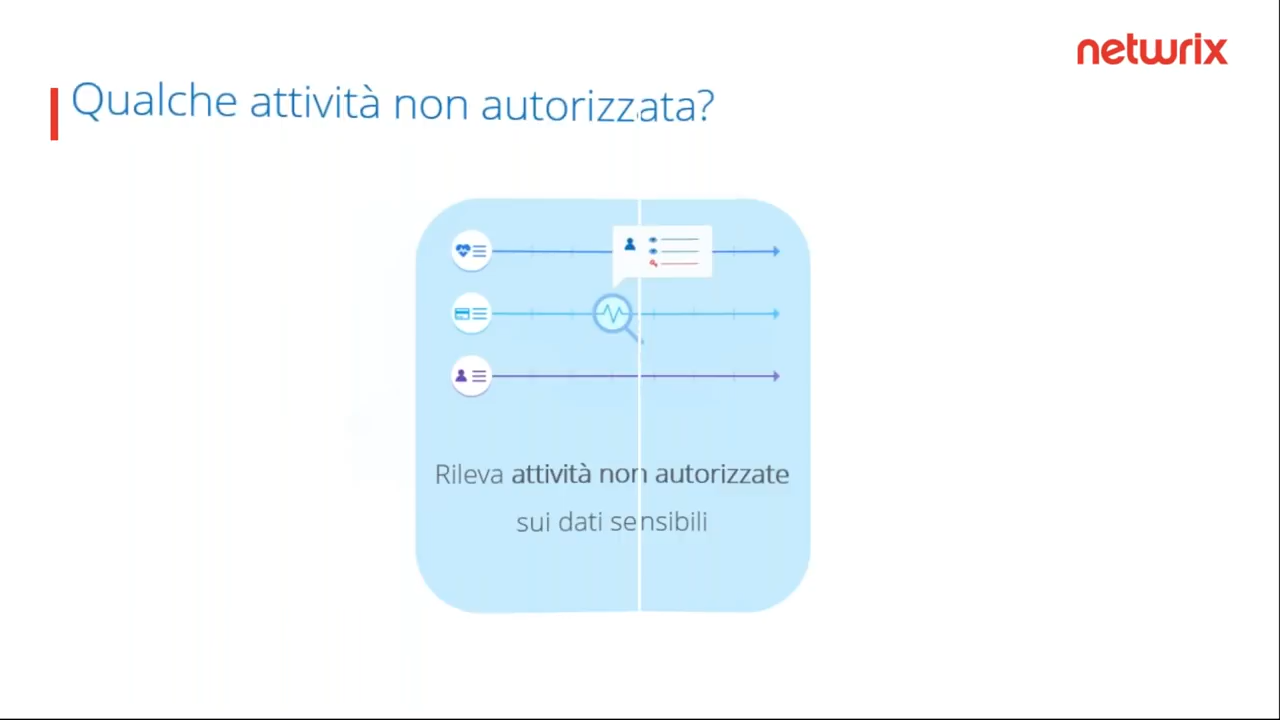 netwrix
Qualche attività non autorizzata?
Rileva attività non autorizzate
sui dati sensibili